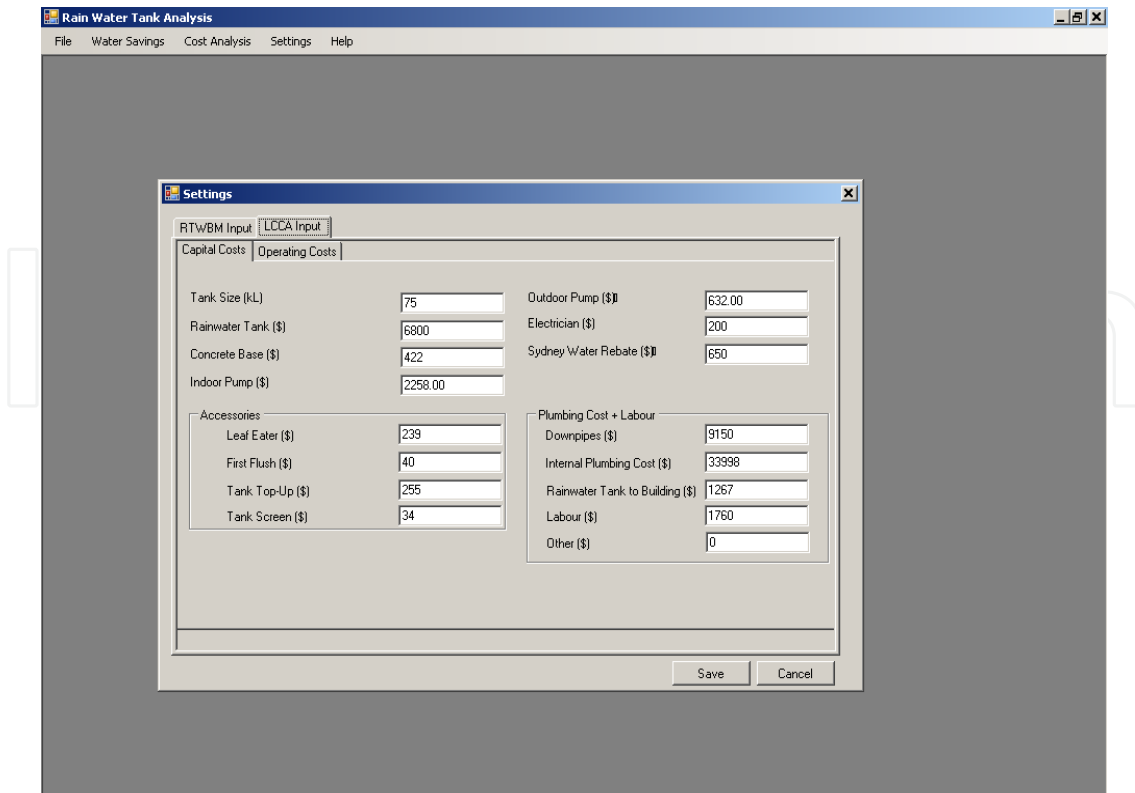 Rain Water Tank Analysis
File Water Savings Cost Analysis Settings Help
Settings
RTWBM Input LCCA Input
Capital Costs Operating Costs
Tank Size (kL) 75
Rainwater Tank ($) 6800
Concrete Base ($) 422
Indoor Pump ($) 2258.00
Outdoor Pump ($) 632.00
Electrician ($) 200
Sydney Water Rebate ($) 650
Accessories
Leaf Eater ($) 239
First Flush ($) 40
Tank Top-Up ($) 255
Tank Screen ($) 34
Plumbing Cost + Labour
Downpipes ($) 9150
Internal Plumbing Cost ($) 33998
Rainwater Tank to Building ($) 1267
Labour ($) 1760
Other ($) 0
Save Cancel